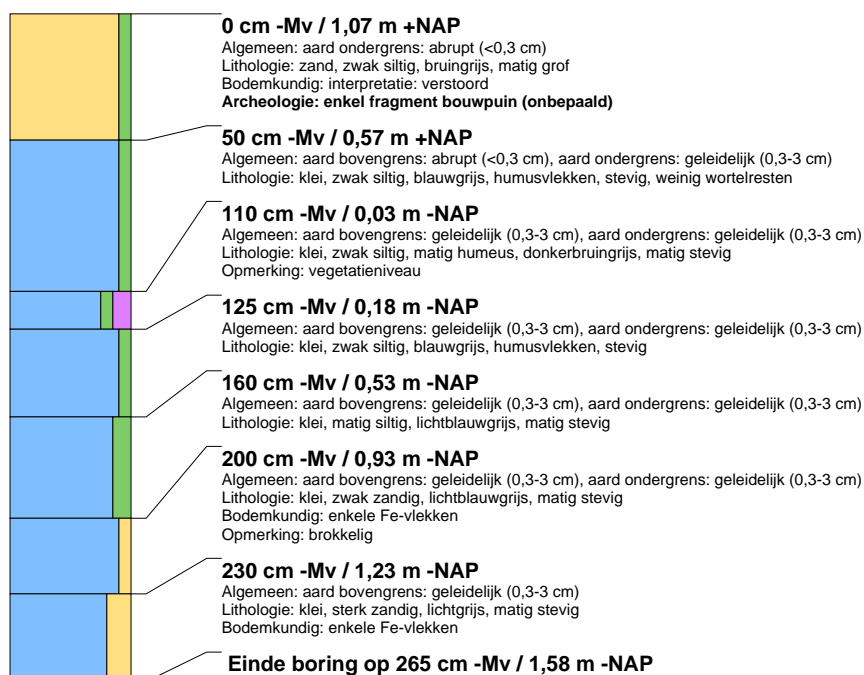 0 cm -Mv / 1,07 m +NAP
Algemeen: aard ondergrens: abrupt (<0,3 cm)
Lithologie: zand, zwak siltig, bruingrijs, matig grof
Bodemkundig: interpretatie: verstoord
Archeologie: enkel fragment bouwpuin (onbepaald)
50 cm -Mv / 0,57 m +NAP
Algemeen: aard bovengrens: abrupt (<0,3 cm), aard ondergrens: geleidelijk (0,3-3 cm)
Lithologie: klei, zwak siltig, blauwgrijs, humusvlekken, stevig, weinig wortelresten
110 cm -Mv / 0,03 m -NAP
Algemeen: aard bovengrens: geleidelijk (0,3-3 cm), aard ondergrens: geleidelijk (0,3-3 cm)
Lithologie: klei, zwak siltig, matig humeus, donkerbruingrijs, matig stevig
Opmerking: vegetatieniveau
125 cm -Mv / 0,18 m -NAP
Algemeen: aard bovengrens: geleidelijk (0,3-3 cm), aard ondergrens: geleidelijk (0,3-3 cm)
Lithologie: klei, zwak siltig, blauwgrijs, humusvlekken, stevig
160 cm -Mv / 0,53 m -NAP
Algemeen: aard bovengrens: geleidelijk (0,3-3 cm), aard ondergrens: geleidelijk (0,3-3 cm)
Lithologie: klei, matig siltig, lichtblauwgrijs, matig stevig
200 cm -Mv / 0,93 m -NAP
Algemeen: aard bovengrens: geleidelijk (0,3-3 cm), aard ondergrens: geleidelijk (0,3-3 cm)
Lithologie: klei, zwak zandig, lichtblauwgrijs, matig stevig
Bodemkundig: enkele Fe-vlekken
Opmerking: brokkelig
230 cm -Mv / 1,23 m -NAP
Algemeen: aard bovengrens: geleidelijk (0,3-3 cm)
Lithologie: klei, sterk zandig, lichtgrijs, matig stevig
Bodemkundig: enkele Fe-vlekken
Einde boring op 265 cm -Mv / 1,58 m -NAP